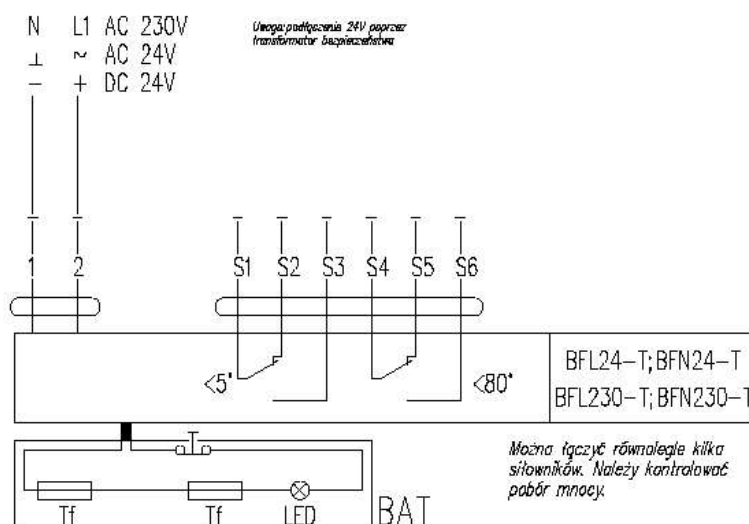 N L1 AC 230V
⊥ ~ AC 24V
− + DC 24V
Uwaga:podłączenie 24V poprzez
transformator bezpieczeństwa
1 2 S1 S2 S3 S4 S5 S6
<5° <80°
BFL24-T;BFN24-T
BFL230-T;BFN230-T
Można łączyć równolegle kilka
siłowników. Należy kontrolować
pobór mnocy.
Tf Tf LED BAT